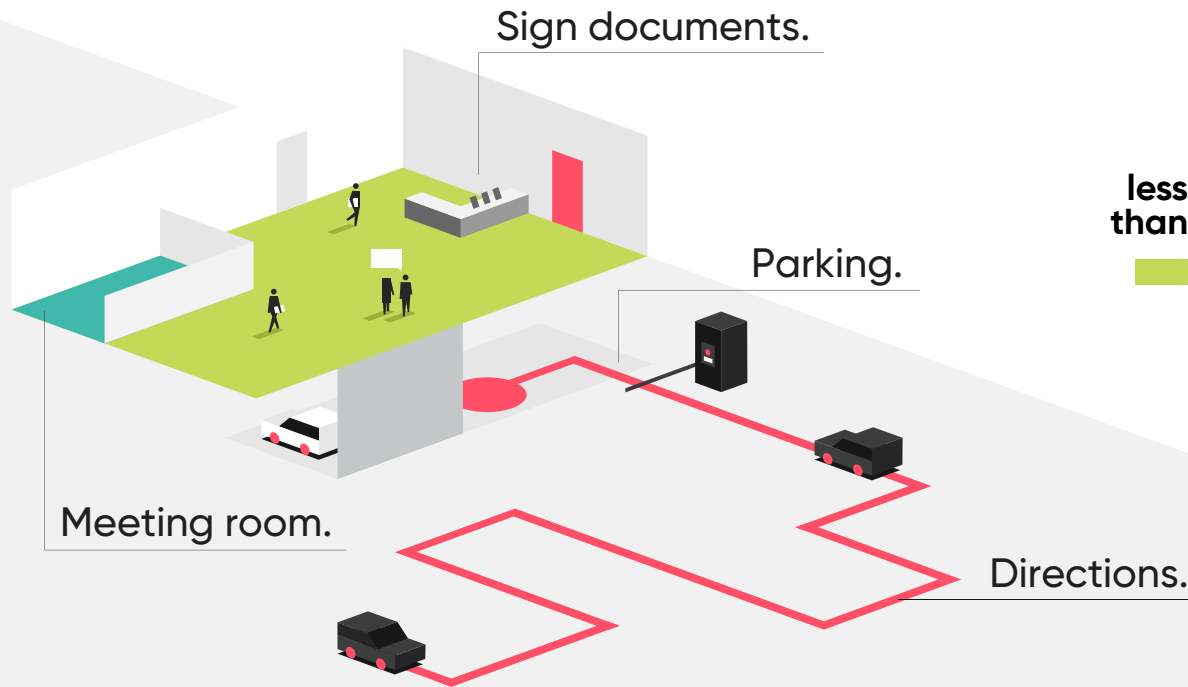 Sign documents.
less
than
Parking.
Meeting room.
Directions.